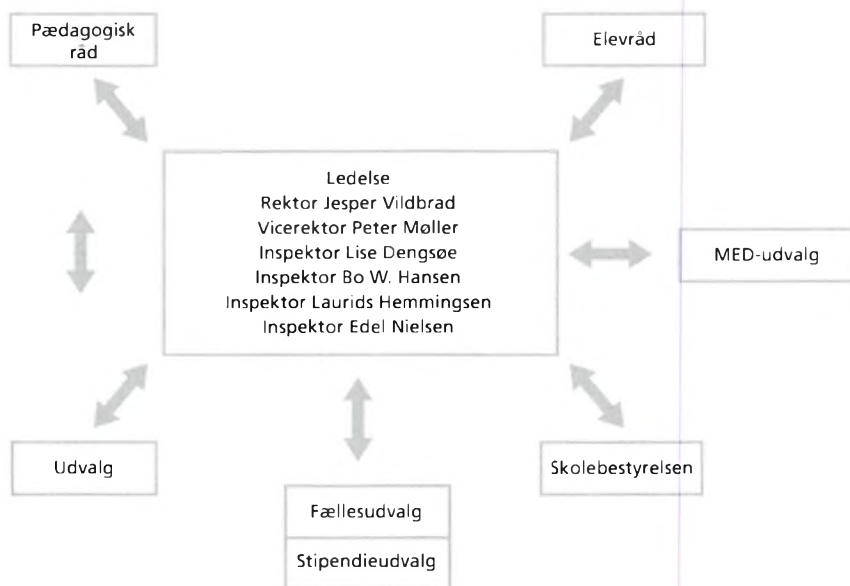 Pædagogisk
råd
Elevråd
Ledelse
Rektor Jesper Vildbrad
Vicerektor Peter Møller
Inspektor Lise Dengsøe
Inspektor Bo W. Hansen
Inspektor Laurids Hemmingsen
Inspektor Edel Nielsen
MED-udvalg
Udvalg
Skolebestyrelsen
Fællesudvalg
Stipendieudvalg